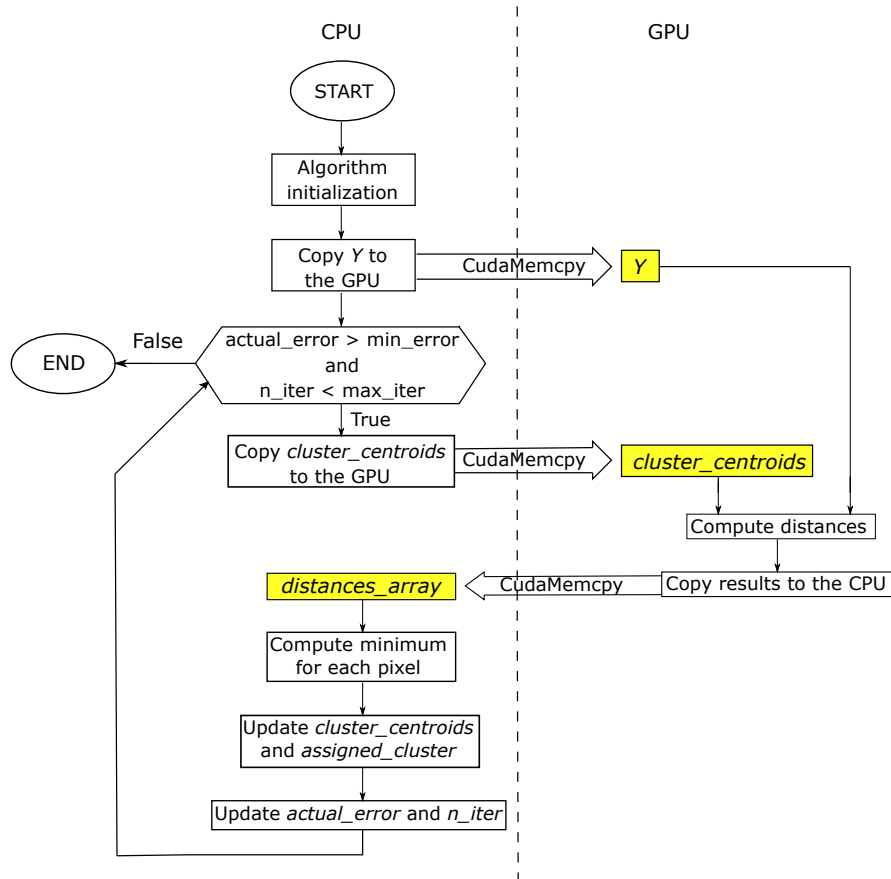 CPU
GPU
START
Algorithm
initialization
Copy Y to
the GPU
CudaMemcpy
Y
actual_error > min_error
and
n_iter < max_iter
False
END
True
Copy cluster_centroids
to the GPU
CudaMemcpy
cluster_centroids
Compute distances
Copy results to the CPU
CudaMemcpy
distances_array
Compute minimum
for each pixel
Update cluster_centroids
and assigned_cluster
Update actual_error and n_iter